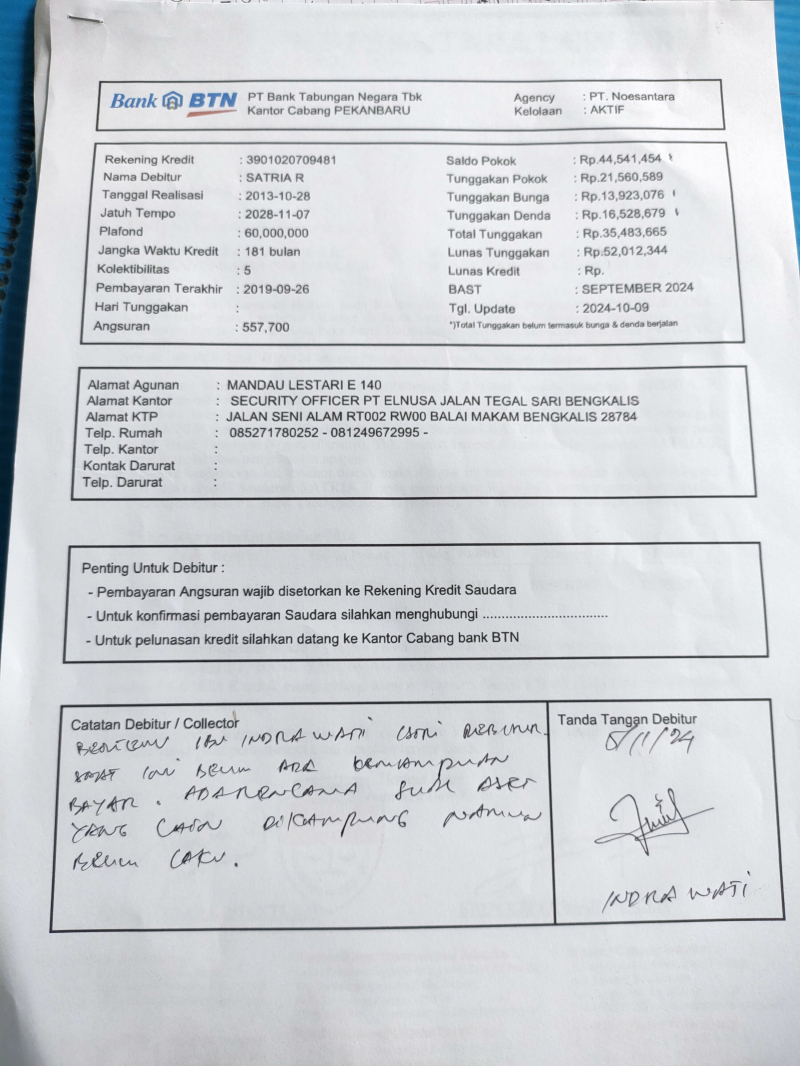 Bank BTN PT Bank Tabungan Negara Tbk Agency : PT. Noesantara
Kantor Cabang PEKANBARU Kelolaan : AKTIF
Rekening Kredit : 3901020709481 Saldo Pokok : Rp.44,541,454
Nama Debitur : SATRIA R Tunggakan Pokok : Rp.21,560,589
Tanggal Realisasi : 2013-10-28 Tunggakan Bunga : Rp.13,923,076
Jatuh Tempo : 2028-11-07 Tunggakan Denda : Rp.16,528,679
Plafond : 60,000,000 Total Tunggakan : Rp.35,483,665
Jangka Waktu Kredit : 181 bulan Lunas Tunggakan : Rp.52,012,344
Kolektibilitas : 5 Lunas Kredit : Rp.
Pembayaran Terakhir : 2019-09-26 BAST : SEPTEMBER 2024
Hari Tunggakan : Tgl. Update : 2024-10-09
Angsuran : 557,700 *)Total Tunggakan belum termasuk bunga & denda berjalan
Alamat Agunan : MANDAU LESTARI E 140
Alamat Kantor : SECURITY OFFICER PT ELNUSA JALAN TEGAL SARI BENGKALIS
Alamat KTP : JALAN SENI ALAM RT002 RW00 BALAI MAKAM BENGKALIS 28784
Telp. Rumah : 085271780252 - 081249672995 -
Telp. Kantor :
Kontak Darurat :
Telp. Darurat :
Penting Untuk Debitur :
- Pembayaran Angsuran wajib disetorkan ke Rekening Kredit Saudara
- Untuk konfirmasi pembayaran Saudara silahkan menghubungi ................................
- Untuk pelunasan kredit silahkan datang ke Kantor Cabang bank BTN
Catatan Debitur / Collector Tanda Tangan Debitur
BERTEMU IBU INDRA WATI ISTRI DEBITUR.
SAAT INI BELUM ADA KEMAMPUAN
BAYAR. ADA RENCANA JUAL ASET
YANG LAIN DIKAMPUNG NAMUN
BELUM LAKU.
INDRA WATI